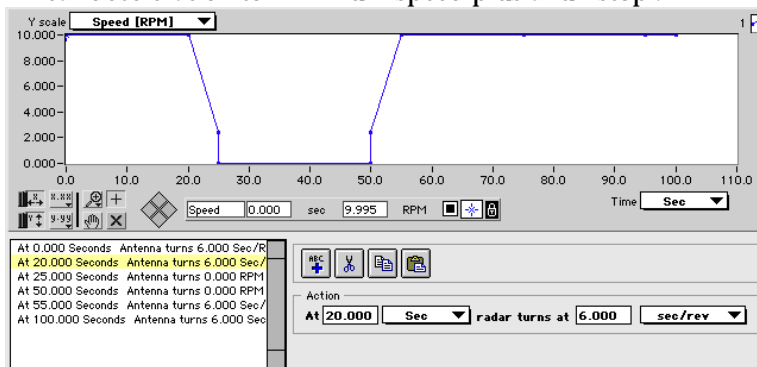 Y scale Speed [RPM] 1
10.000
8.000
6.000
4.000
2.000
0.000
0.0 10.0 20.0 30.0 40.0 50.0 60.0 70.0 80.0 90.0 100.0 110.0
Time Sec
X X.XX
Y Y.YY
Speed 0.000 sec 9.995 RPM
At 0.000 Seconds Antenna turns 6.000 Sec/R
At 20.000 Seconds Antenna turns 6.000 Sec/
At 25.000 Seconds Antenna turns 0.000 RPM
At 50.000 Seconds Antenna turns 0.000 RPM
At 55.000 Seconds Antenna turns 6.000 Sec/
At 100.000 Seconds Antenna turns 6.000 Sec
ABC
Action
At 20.000 Sec radar turns at 6.000 sec/rev